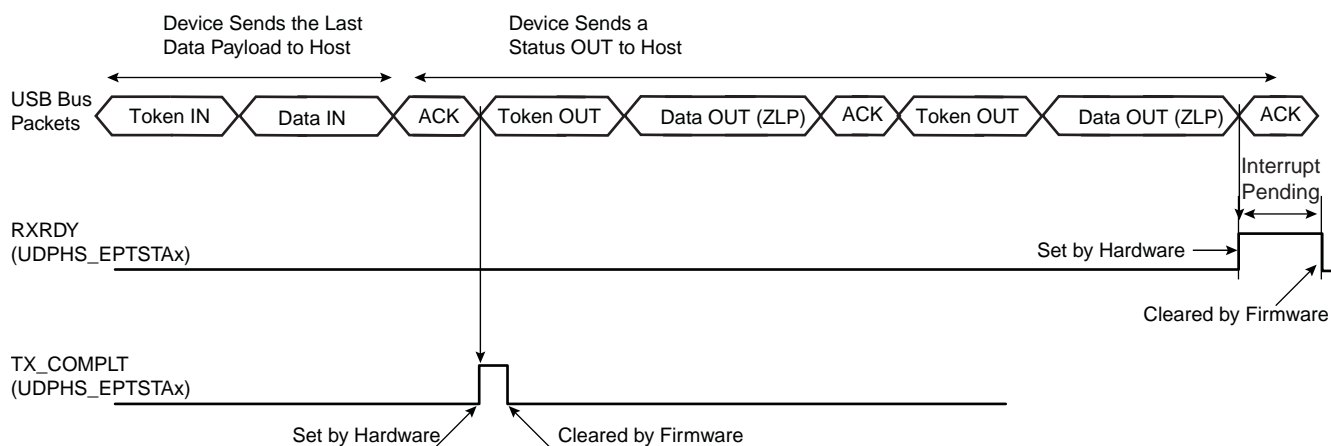 Device Sends the Last
Data Payload to Host
Device Sends a
Status OUT to Host
USB Bus
Packets
Token IN
Data IN
ACK
Token OUT
Data OUT (ZLP)
ACK
Token OUT
Data OUT (ZLP)
ACK
Interrupt
Pending
RXRDY
(UDPHS_EPTSTAx)
Set by Hardware
Cleared by Firmware
TX_COMPLT
(UDPHS_EPTSTAx)
Set by Hardware
Cleared by Firmware